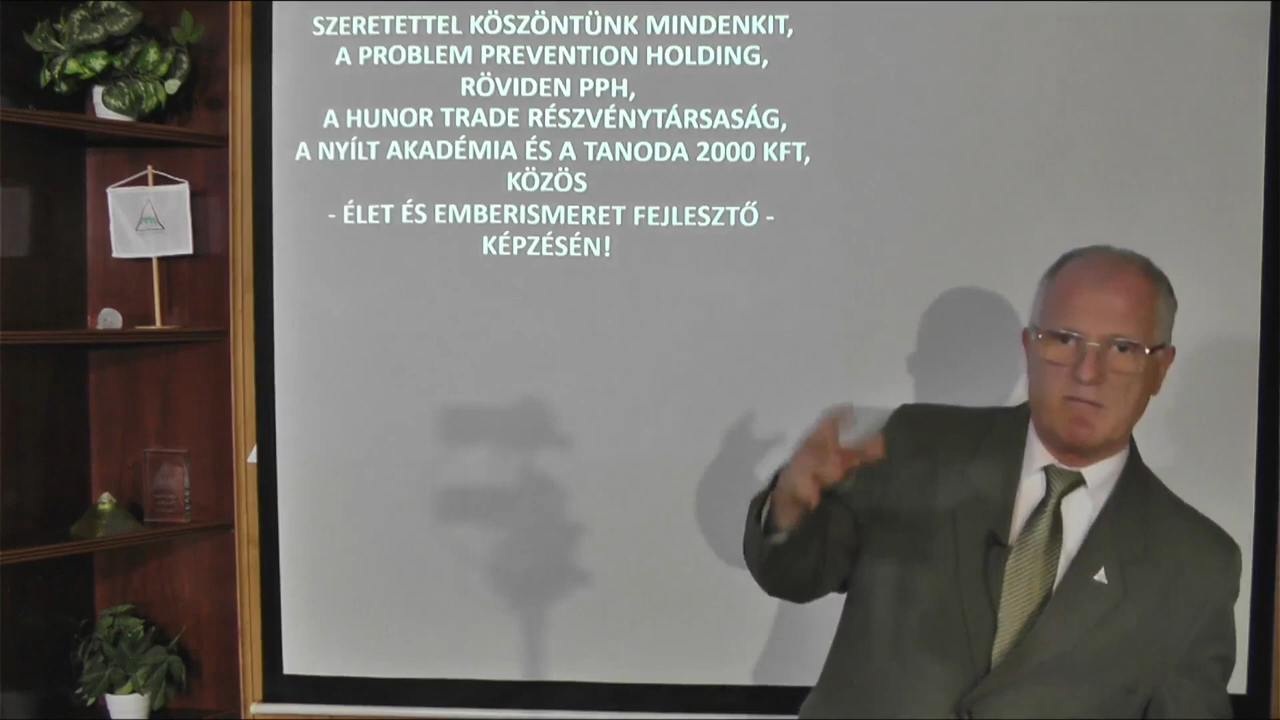 SZERETETTEL KÖSZÖNTÜNK MINDENKIT,
A PROBLEM PREVENTION HOLDING,
RÖVIDEN PPH,
A HUNOR TRADE RÉSZVÉNYTÁRSASÁG,
A NYÍLT AKADÉMIA ÉS A TANODA 2000 KFT,
KÖZÖS
- ÉLET ÉS EMBERISMERET FEJLESZTŐ -
KÉPZÉSÉN!